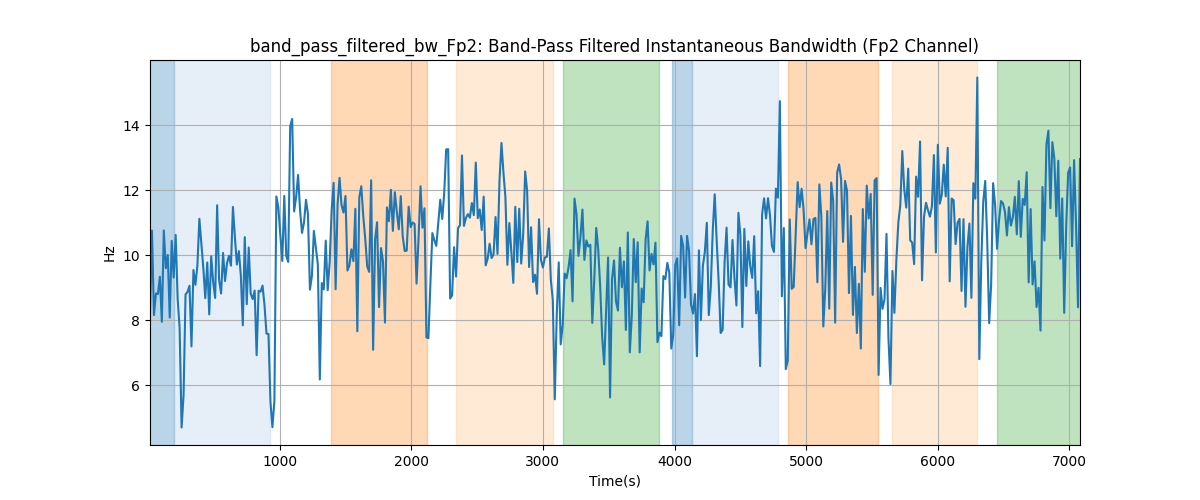 band_pass_filtered_bw_Fp2: Band-Pass Filtered Instantaneous Bandwidth (Fp2 Channel)
Hz
14
12
10
8
6
1000 2000 3000 4000 5000 6000 7000
Time(s)